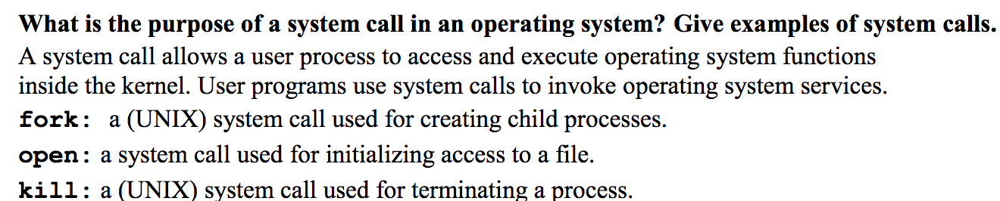 What is the purpose of a system call in an operating system? Give examples of system calls.
A system call allows a user process to access and execute operating system functions
inside the kernel. User programs use system calls to invoke operating system services.
fork: a (UNIX) system call used for creating child processes.
open: a system call used for initializing access to a file.
kill: a (UNIX) system call used for terminating a process.